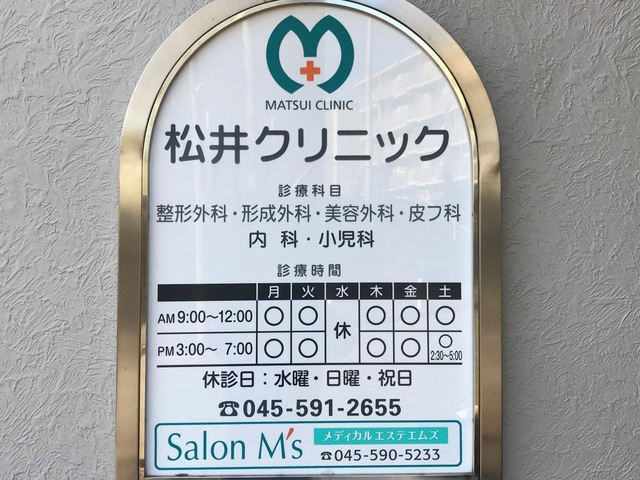 MATSUI CLINIC
松井クリニック
診療科目
整形外科・形成外科・美容外科・皮フ科
内 科・小児科
診療時間
月 火 水 木 金 土
AM 9:00〜12:00 ○ ○ 休 ○ ○ ○
PM 3:00〜 7:00 ○ ○ ○ ○ ○
2:30〜5:00
休診日：水曜・日曜・祝日
☎045-591-2655
Salon M's メディカルエステエムズ
☎045-590-5233